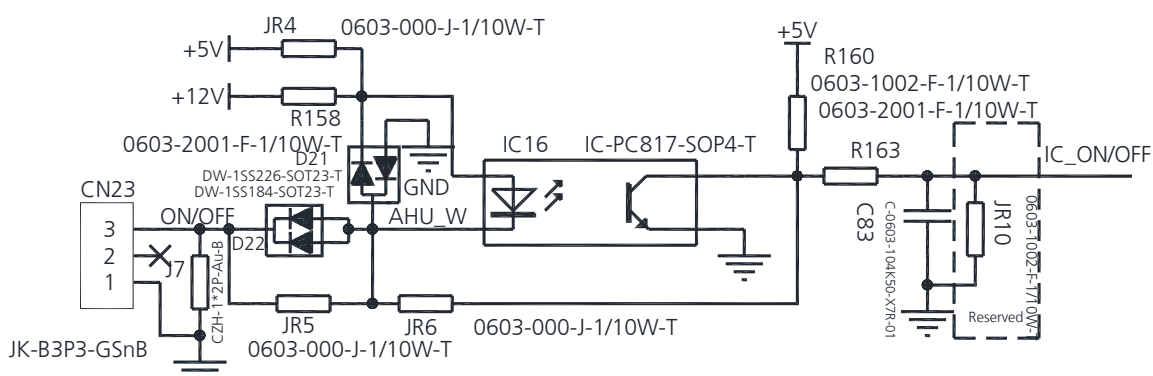 JR4
0603-000-J-1/10W-T
+5V
+5V
R160
0603-1002-F-1/10W-T
+12V
R158
0603-2001-F-1/10W-T
0603-2001-F-1/10W-T
D21
DW-1SS226-SOT23-T
DW-1SS184-SOT23-T
GND
IC16
IC-PC817-SOP4-T
R163
IC_ON/OFF
CN23
ON/OFF
AHU_W
3
2
1
D22
J7
CZH-1*2P-Au-B
C83
C-0603-104K50-X7R-01
JR10
0603-1002-F-1/10W-
Reserved
JR5
JR6
0603-000-J-1/10W-T
0603-000-J-1/10W-T
JK-B3P3-GSnB